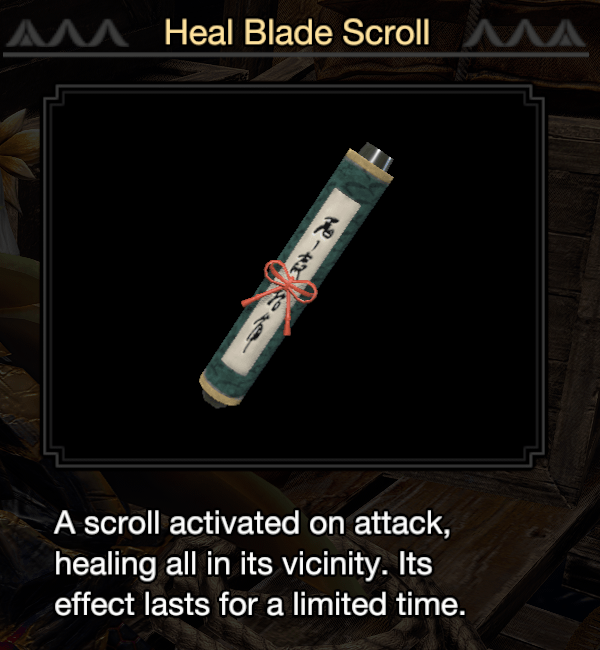 Heal Blade Scroll
A scroll activated on attack,
healing all in its vicinity. Its
effect lasts for a limited time.